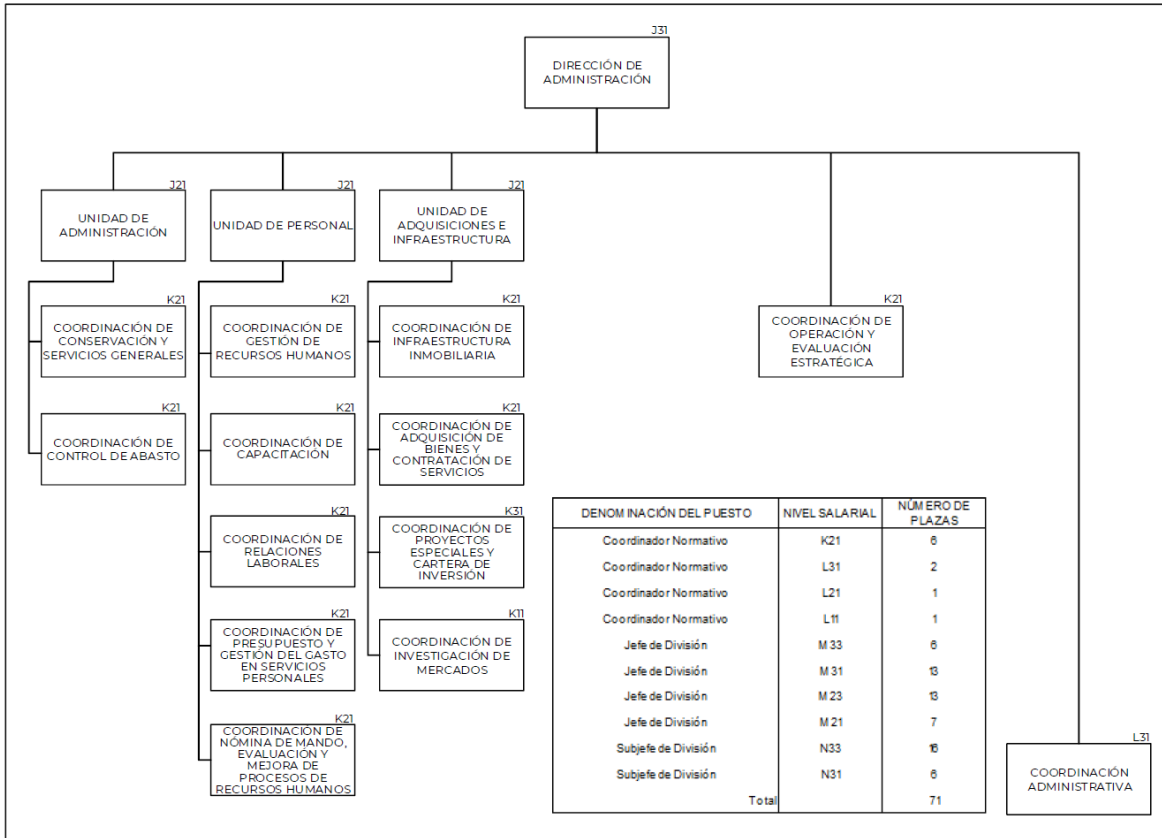 J31
DIRECCIÓN DE
ADMINISTRACIÓN
J21
UNIDAD DE
ADMINISTRACIÓN
J21
UNIDAD DE PERSONAL
J21
UNIDAD DE
ADQUISICIONES E
INFRAESTRUCTURA
K21
COORDINACIÓN DE
CONSERVACIÓN Y
SERVICIOS GENERALES
K21
COORDINACIÓN DE
CONTROL DE ABASTO
K21
COORDINACIÓN DE
GESTIÓN DE
RECURSOS HUMANOS
K21
COORDINACIÓN DE
CAPACITACIÓN
K21
COORDINACIÓN DE
RELACIONES
LABORALES
K21
COORDINACIÓN DE
PRESUPUESTO Y
GESTIÓN DEL GASTO
EN SERVICIOS
PERSONALES
K21
COORDINACIÓN DE
NÓMINA DE MANDO,
EVALUACIÓN Y
MEJORA DE
PROCESOS DE
RECURSOS HUMANOS
K21
COORDINACIÓN DE
INFRAESTRUCTURA
INMOBILIARIA
K21
COORDINACIÓN DE
ADQUISICIÓN DE
BIENES Y
CONTRATACIÓN DE
SERVICIOS
K31
COORDINACIÓN DE
PROYECTOS
ESPECIALES Y
CARTERA DE
INVERSIÓN
K11
COORDINACIÓN DE
INVESTIGACIÓN DE
MERCADOS
K21
COORDINACIÓN DE
OPERACIÓN Y
EVALUACIÓN
ESTRATÉGICA
L31
COORDINACIÓN
ADMINISTRATIVA
DENOMINACIÓN DEL PUESTO NIVEL SALARIAL NÚMERO DE
PLAZAS
Coordinador Normativo K21 6
Coordinador Normativo L31 2
Coordinador Normativo L21 1
Coordinador Normativo L11 1
Jefe de División M33 6
Jefe de División M31 13
Jefe de División M23 13
Jefe de División M21 7
Subjefe de División N33 16
Subjefe de División N31 6
Total 71